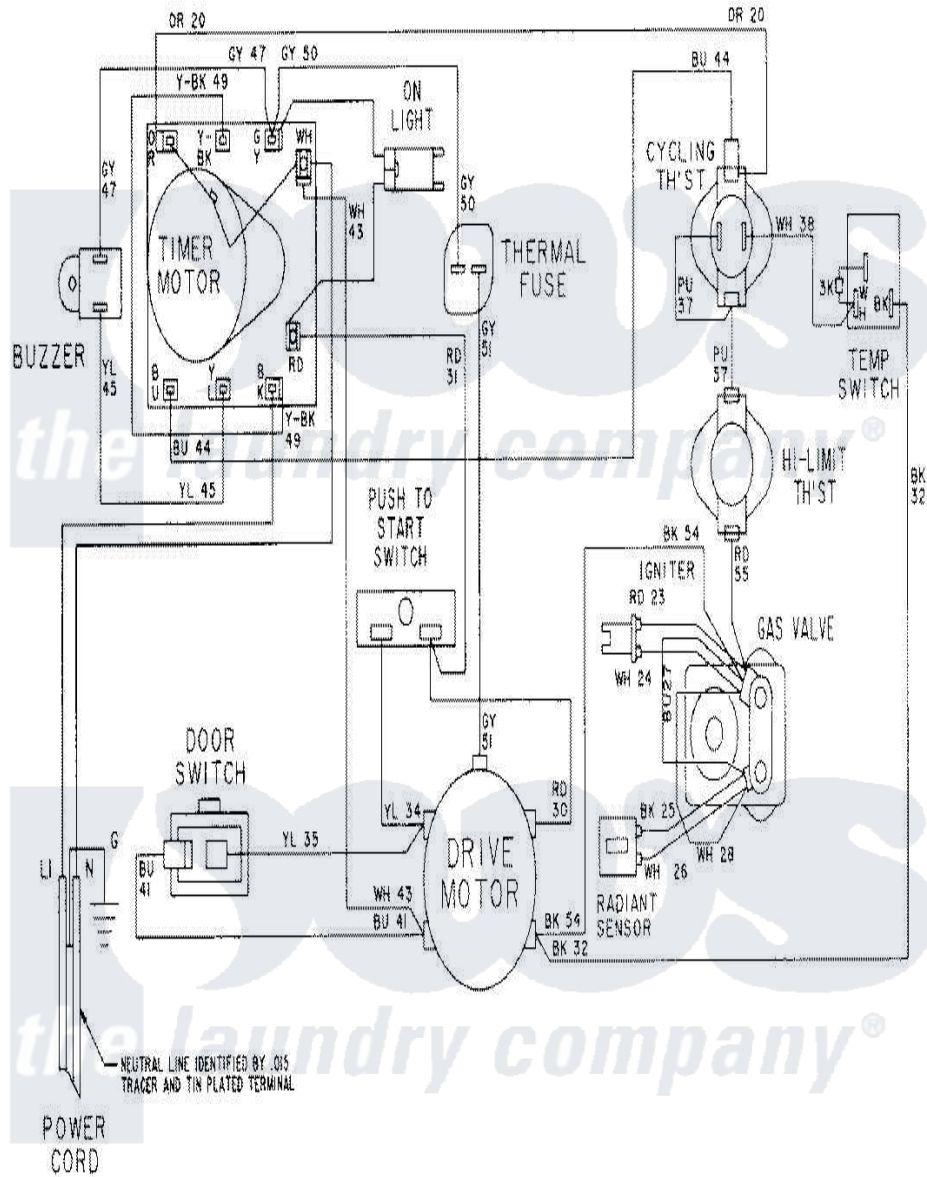 OR 20
OR 20
GY 47
GY 50
BU 44
Y-BK 49
ON
LIGHT
O
R
Y-
BK
G
Y
WH
CYCLING
TH'ST
GY
47
WH
43
GY
50
TIMER
MOTOR
THERMAL
FUSE
WH 38
PU
37
3K
W
H
BK
BUZZER
YL
45
RD
RD
31
GY
51
PU
37
TEMP
SWITCH
B
U
Y
L
B
K
Y-BK
49
BU 44
the laundry company®
YL 45
HI-LIMIT
TH'ST
BK
32
PUSH TO
START
SWITCH
BK 54
RD
55
IGNITER
RD 23
GAS VALVE
WH 24
BU27
GY
51
DOOR
SWITCH
RD
30
YL 34
BK 25
YL 35
G
L1
N
BU
41
DRIVE
MOTOR
WH 28
WH 26
WH 43
BU 41
BK 54
BK 32
RADIANT
SENSOR
the laundry company®
NEUTRAL LINE IDENTIFIED BY .015
TRACER AND TIN PLATED TERMINAL
POWER
CORD